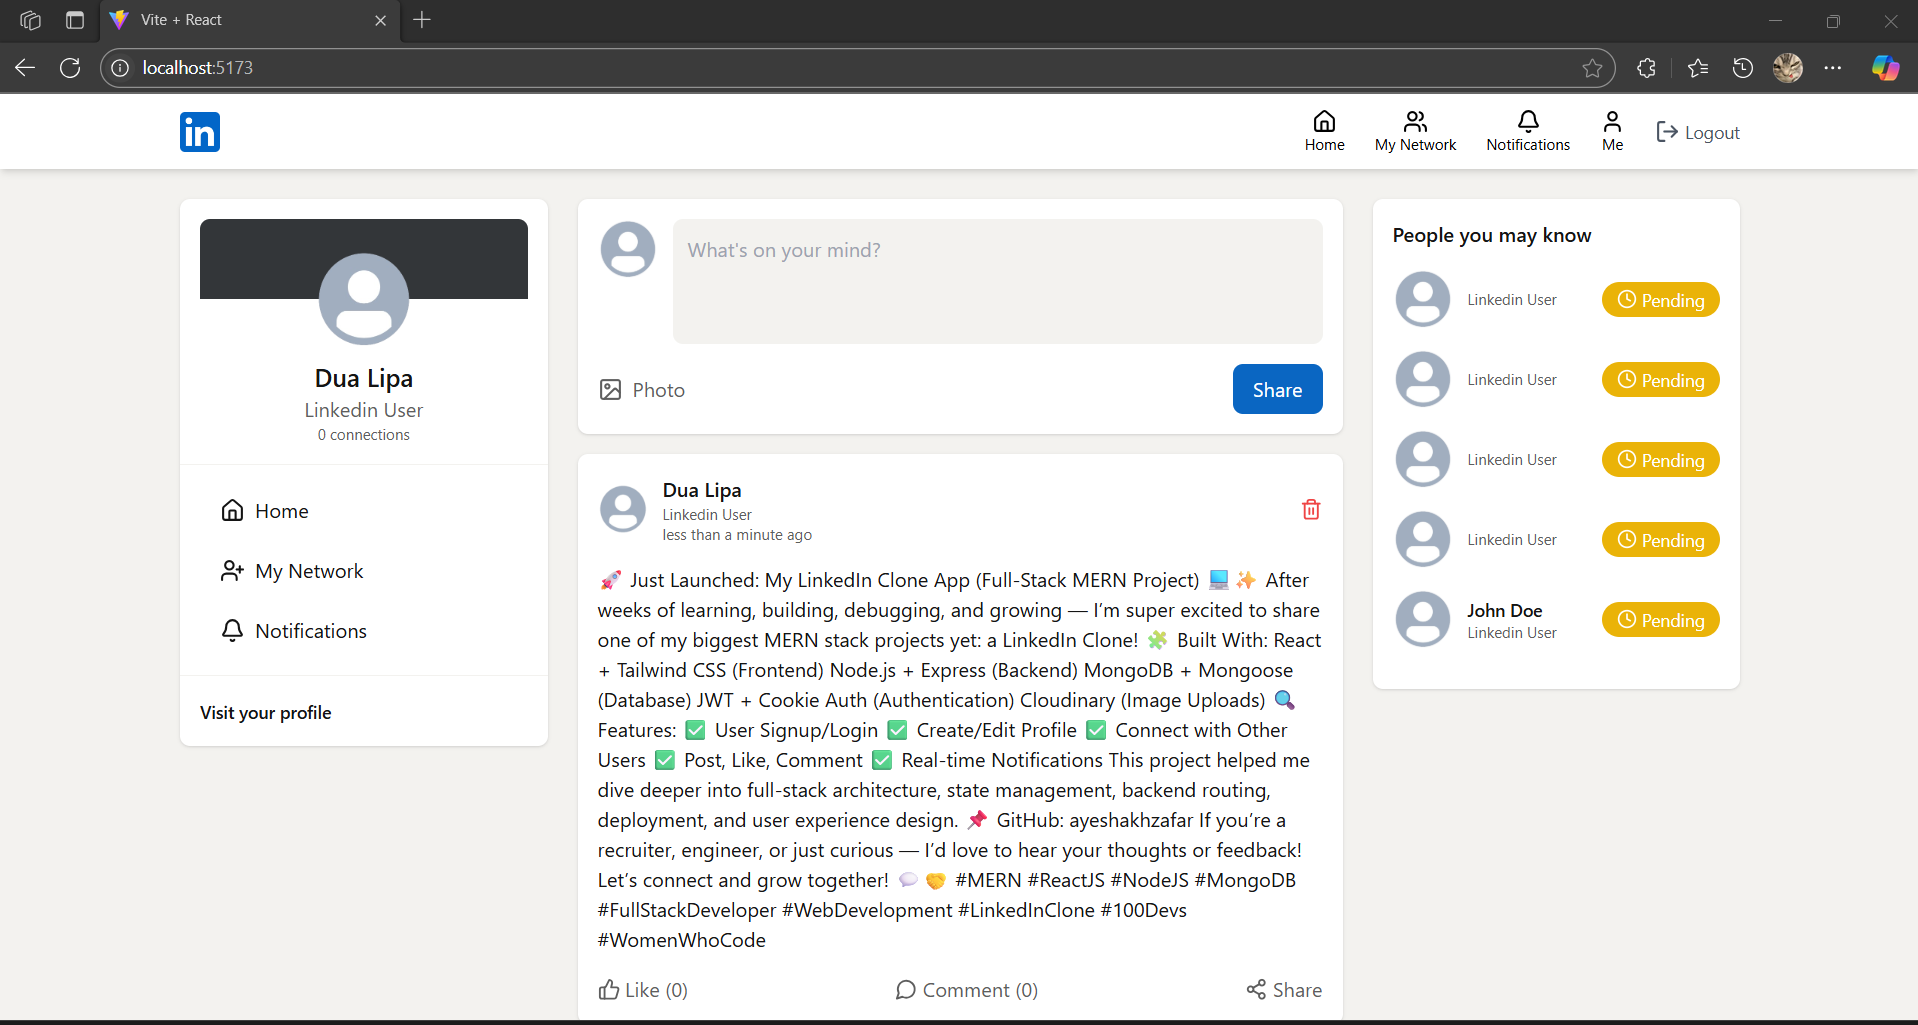 Vite + React
localhost:5173
in
Home
My Network
Notifications
Me
Logout
Dua Lipa
Linkedin User
0 connections
Home
My Network
Notifications
Visit your profile
What's on your mind?
Photo
Share
Dua Lipa
Linkedin User
less than a minute ago
🚀 Just Launched: My LinkedIn Clone App (Full-Stack MERN Project) 💻 ✨ After
weeks of learning, building, debugging, and growing — I’m super excited to share
one of my biggest MERN stack projects yet: a LinkedIn Clone! 🧩 Built With: React
+ Tailwind CSS (Frontend) Node.js + Express (Backend) MongoDB + Mongoose
(Database) JWT + Cookie Auth (Authentication) Cloudinary (Image Uploads) 🔍
Features: ✅ User Signup/Login ✅ Create/Edit Profile ✅ Connect with Other
Users ✅ Post, Like, Comment ✅ Real-time Notifications This project helped me
dive deeper into full-stack architecture, state management, backend routing,
deployment, and user experience design. 📌 GitHub: ayeshakhzafar If you’re a
recruiter, engineer, or just curious — I’d love to hear your thoughts or feedback!
Let’s connect and grow together! 💬 🤝 #MERN #ReactJS #NodeJS #MongoDB
#FullStackDeveloper #WebDevelopment #LinkedInClone #100Devs
#WomenWhoCode
Like (0)
Comment (0)
Share
People you may know
Linkedin User
Pending
Linkedin User
Pending
Linkedin User
Pending
Linkedin User
Pending
John Doe
Linkedin User
Pending